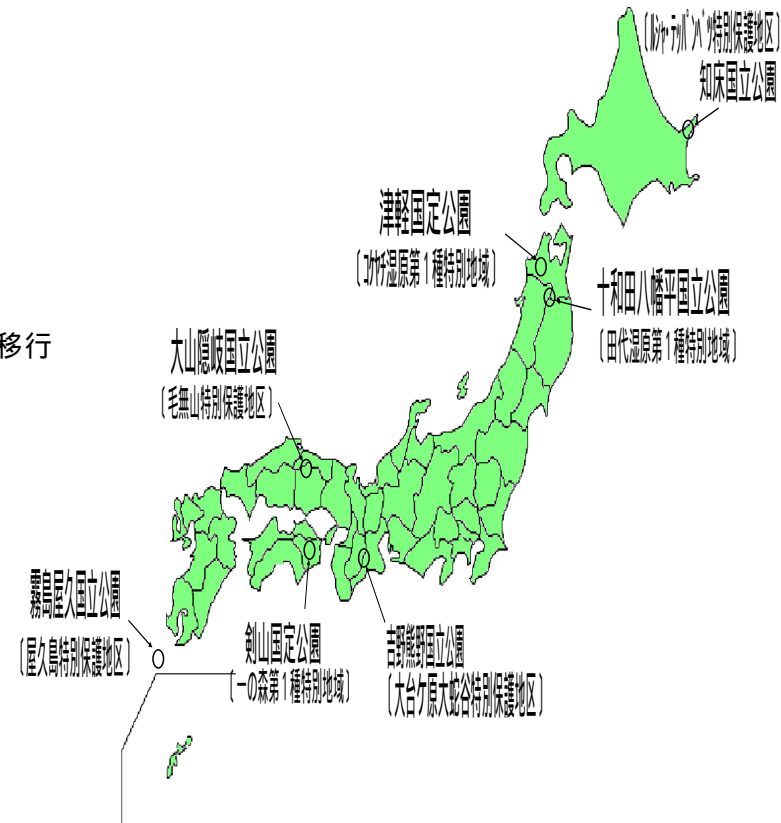 〔ﾙｼｬ・ﾃｯﾊﾟﾝﾍﾞﾂ特別保護地区〕
知床国立公園
津軽国定公園
〔ｺｹﾔﾁ湿原第１種特別地域〕
十和田八幡平国立公園
〔田代湿原第１種特別地域〕
移行
大山隠岐国立公園
〔毛無山特別保護地区〕
霧島屋久国立公園
〔屋久島特別保護地区〕
剣山国定公園
〔一の森第１種特別地域〕
吉野熊野国立公園
〔大台ケ原大蛇谷特別保護地区〕